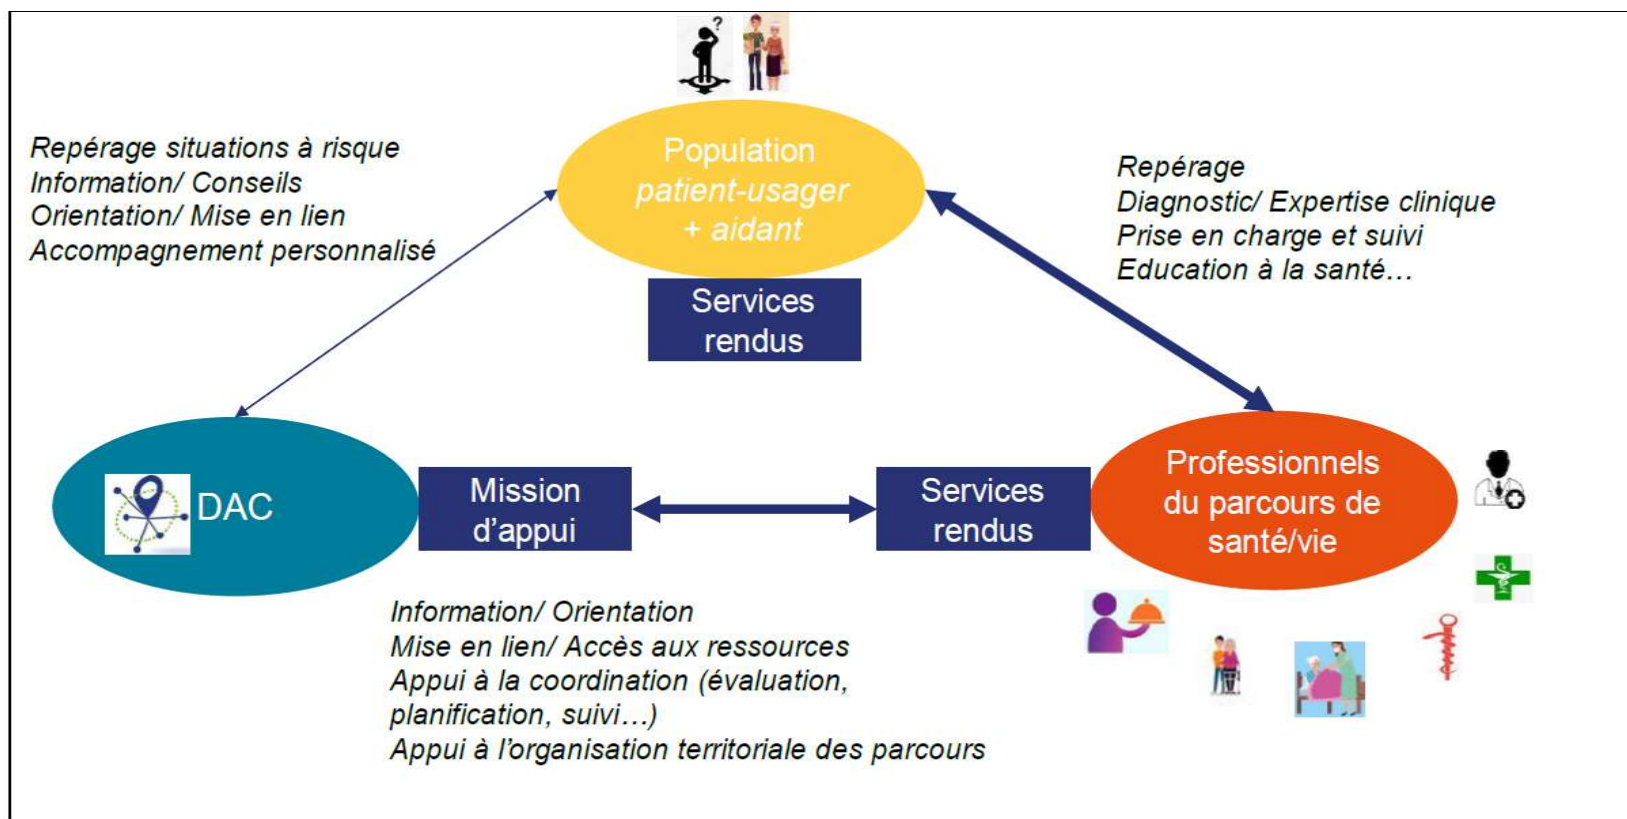 ?
Population
patient-usager
+ aidant
Services
rendus
Repérage situations à risque
Information/ Conseils
Orientation/ Mise en lien
Accompagnement personnalisé
Repérage
Diagnostic/ Expertise clinique
Prise en charge et suivi
Education à la santé…
DAC
Mission
d’appui
Services
rendus
Professionnels
du parcours de
santé/vie
Information/ Orientation
Mise en lien/ Accès aux ressources
Appui à la coordination (évaluation,
planification, suivi…)
Appui à l’organisation territoriale des parcours